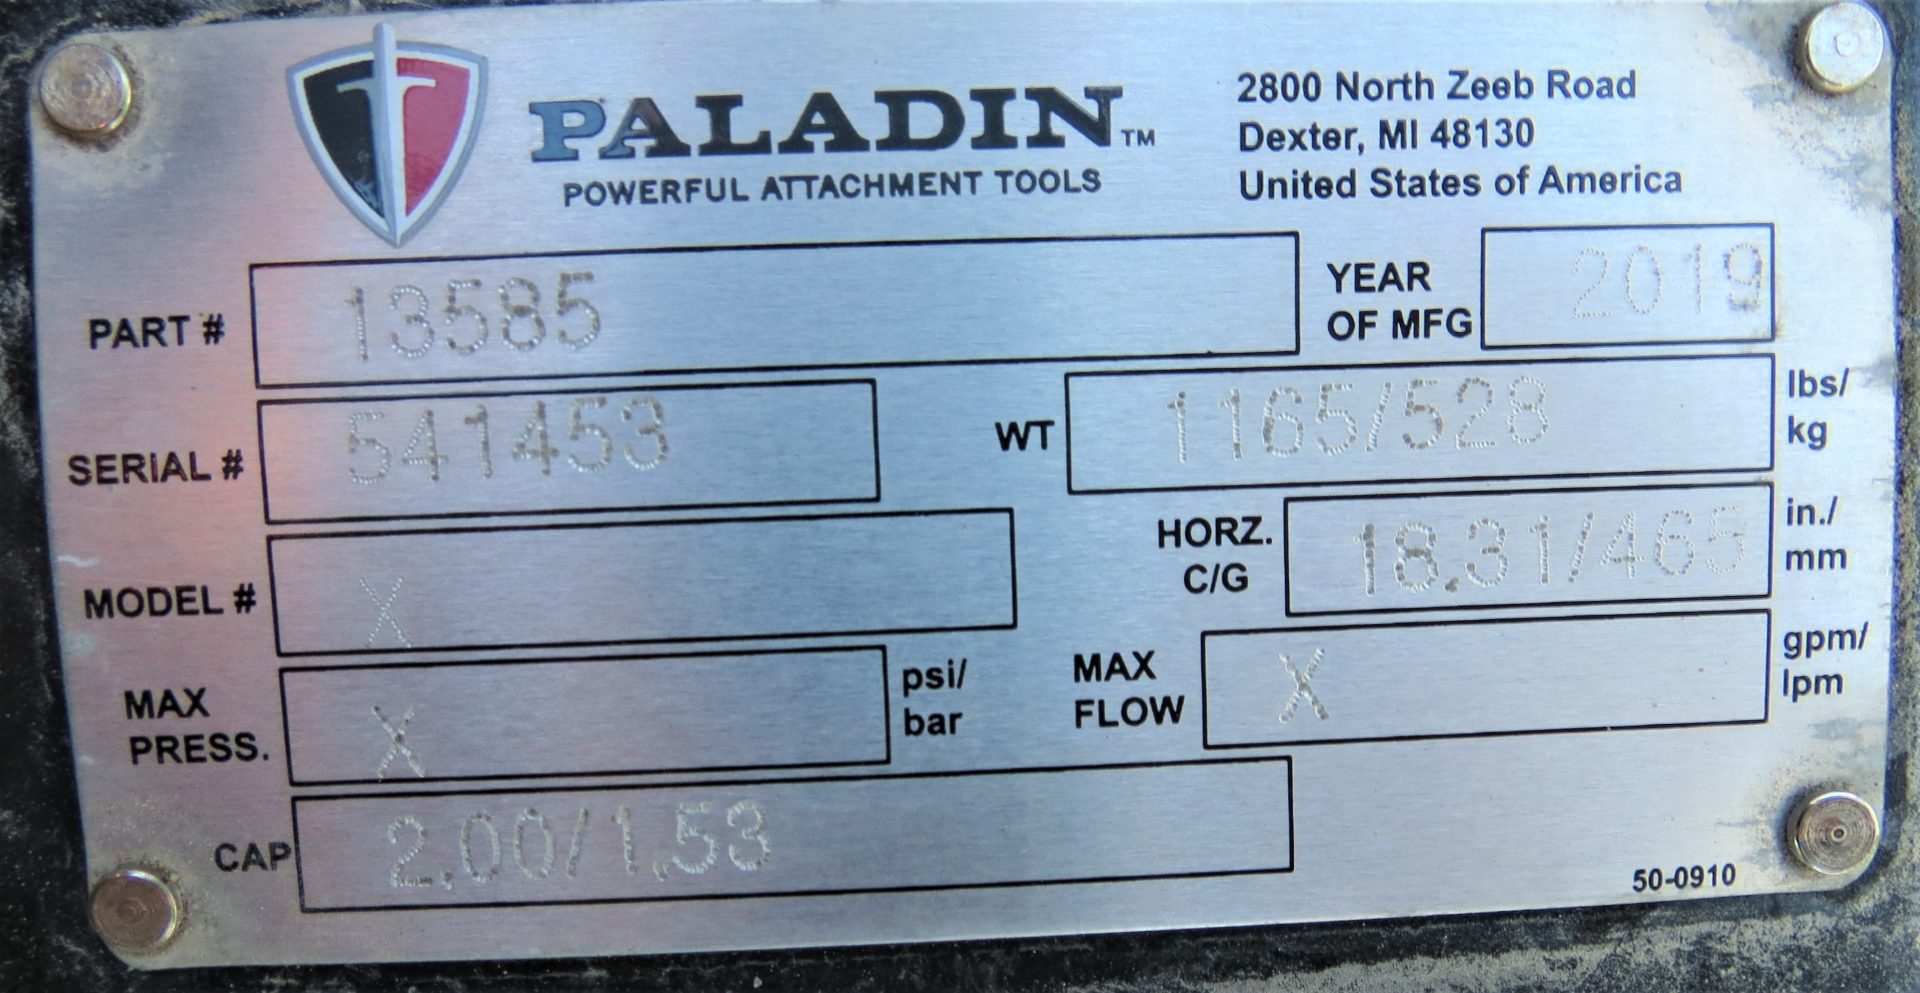 PALADIN™
POWERFUL ATTACHMENT TOOLS
2800 North Zeeb Road
Dexter, MI 48130
United States of America
PART # 13585
YEAR OF MFG 2019
SERIAL # 541453
WT 1165/528 lbs/kg
MODEL # X
HORZ. C/G 18.31/465 in./mm
MAX PRESS. X psi/bar
MAX FLOW X gpm/lpm
CAP 2.00/1.53
50-0910